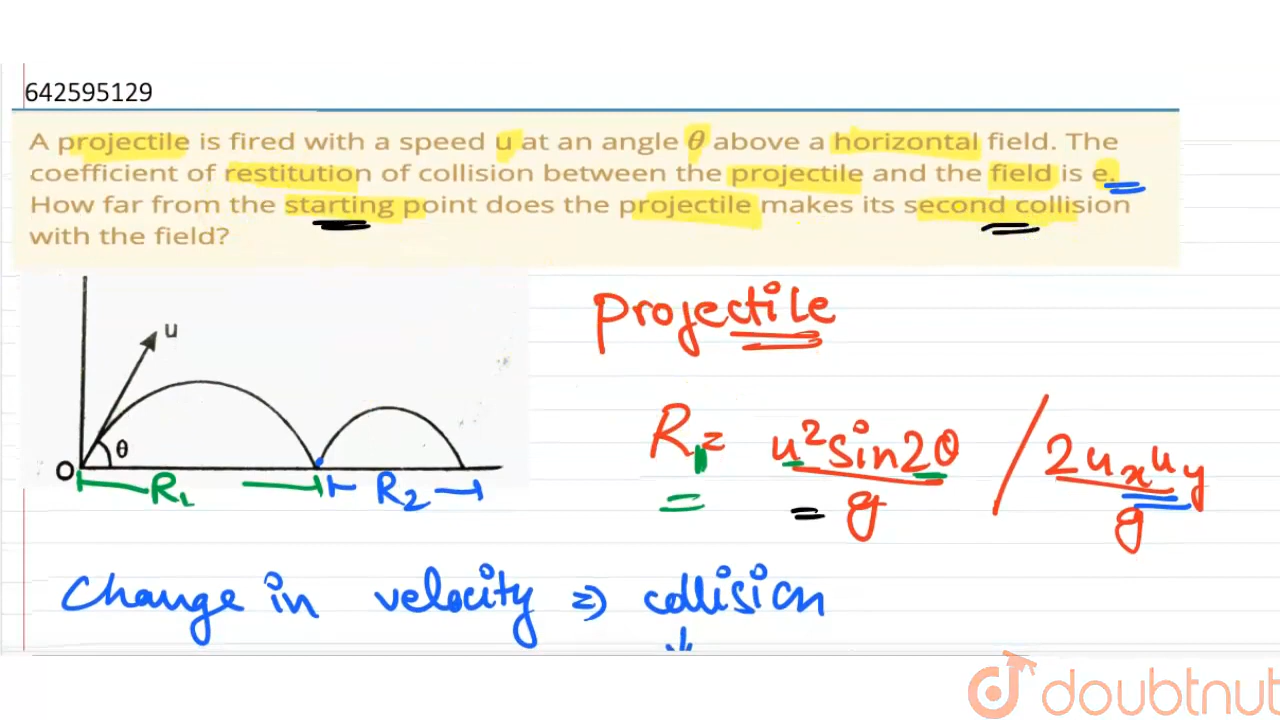 642595129
A projectile is fired with a speed u at an angle θ above a horizontal field. The
coefficient of restitution of collision between the projectile and the field is e.
How far from the starting point does the projectile makes its second collision
with the field?
u
θ
O
R1
R2
Projectile
R1= u²sin2θ / g / 2uxuy / g
Change in velocity ⇒ collision
doubtnut